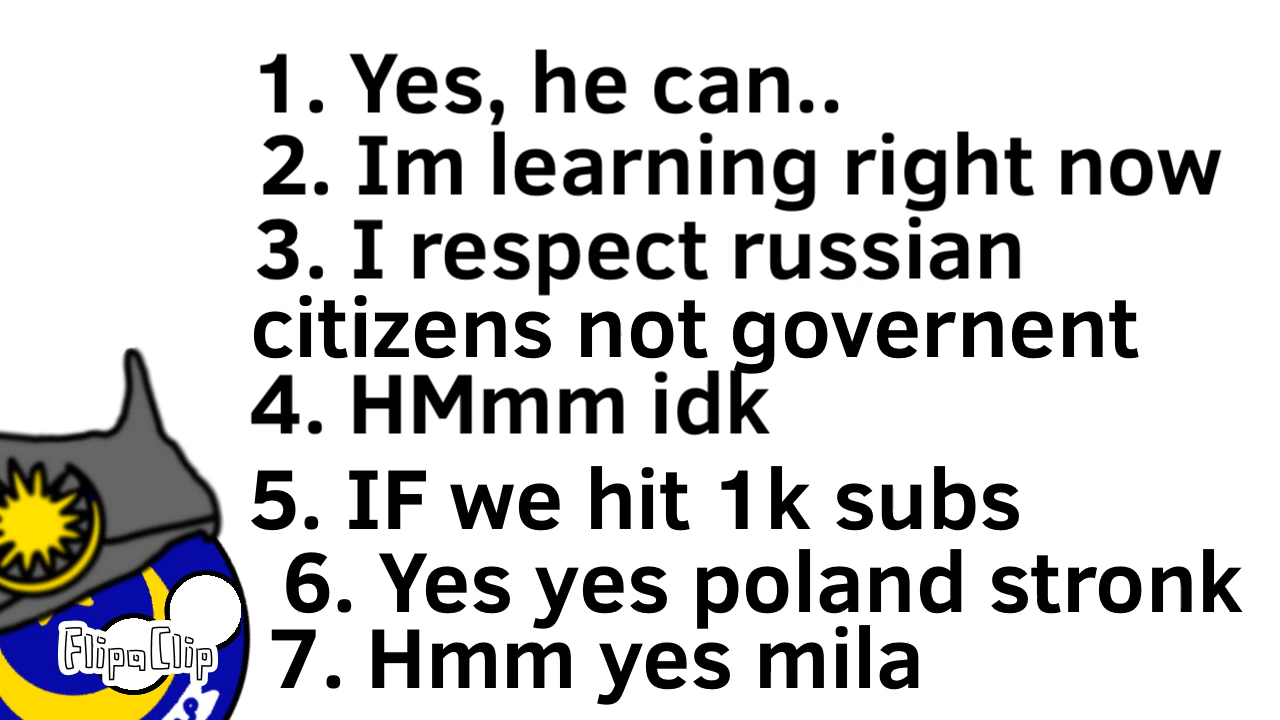 1. Yes, he can..
2. Im learning right now
3. I respect russian
citizens not governent
4. HMmm idk
5. IF we hit 1k subs
6. Yes yes poland stronk
7. Hmm yes mila
FlipaClip